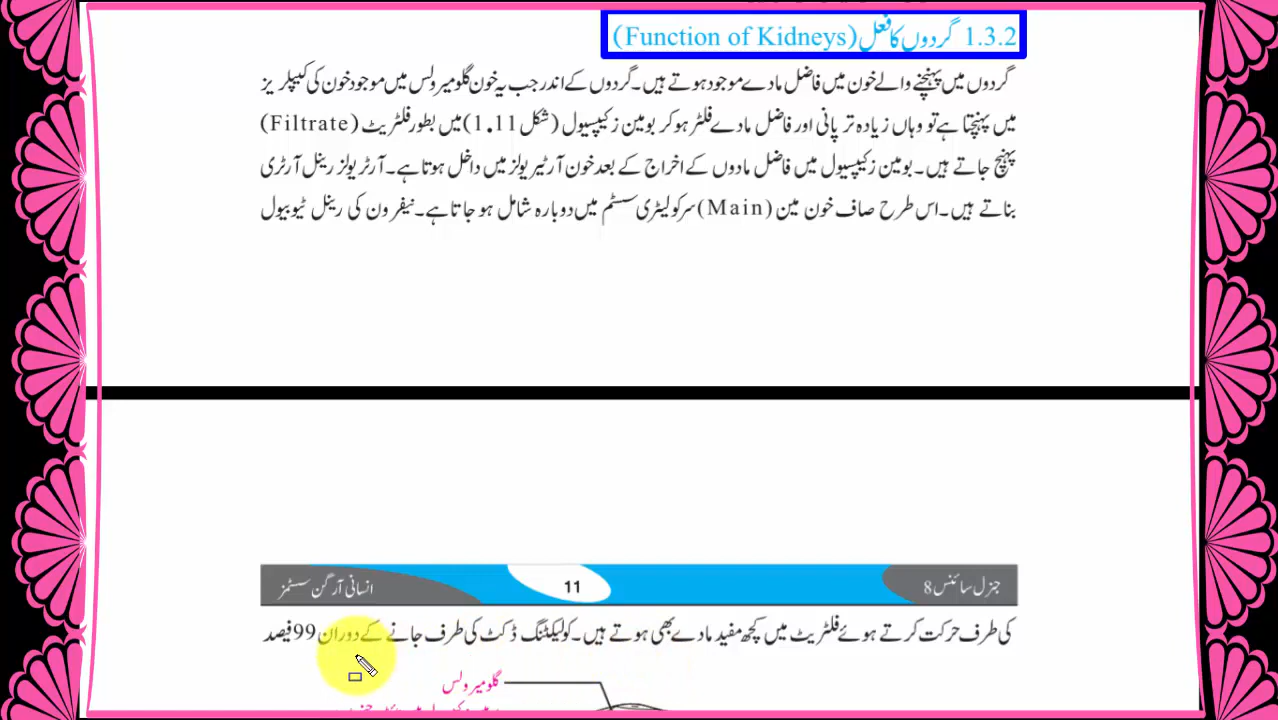 1.3.2 گردوں کا فعل (Function of Kidneys)
گردوں میں پہنچنے والے خون میں فاضل مادے موجود ہوتے ہیں۔ گردوں کے اندر جب یہ خون گلومیرولس میں موجود خون کی کیپلریز
میں پہنچتا ہے تو وہاں زیادہ تر پانی اور فاضل مادے فلٹر ہو کر بومین زکیپسیول (شکل 1.11) میں بطور فلٹریٹ (Filtrate)
پہنچ جاتے ہیں۔ بومین زکیپسیول میں فاضل مادوں کے اخراج کے بعد خون آرٹیریولز میں داخل ہوتا ہے۔ آرٹریولز رینل آرٹری
بناتے ہیں۔ اس طرح صاف خون مین (Main) سرکولیٹری سسٹم میں دوبارہ شامل ہو جاتا ہے۔ نیفرون کی رینل ٹیوبیول
جنرل سائنس 8
11
انسانی آرگن سسٹمز
کی طرف حرکت کرتے ہوئے فلٹریٹ میں کچھ مفید مادے بھی ہوتے ہیں۔ کولیکٹنگ ڈکٹ کی طرف جانے کے دوران 99 فیصد
گلومیرولس